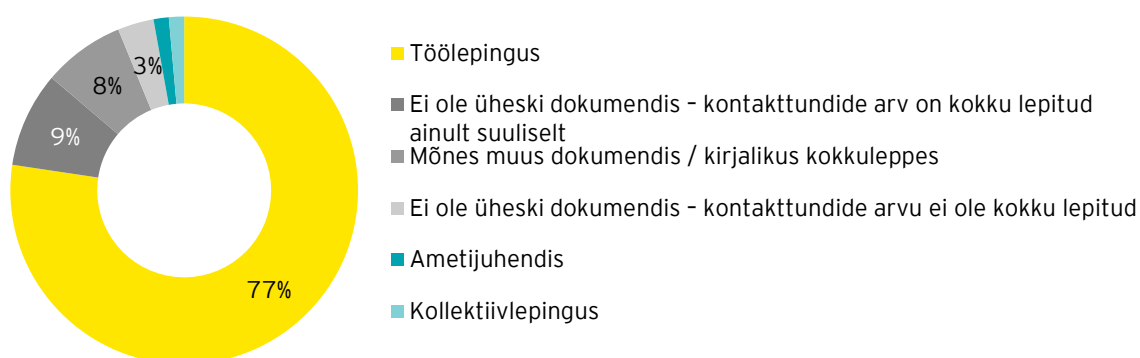 3%
8%
9%
77%
Töölepingus
Ei ole üheski dokumendis – kontakttundide arv on kokku lepitud
ainult suuliselt
Mõnes muus dokumendis / kirjalikus kokkuleppes
Ei ole üheski dokumendis – kontakttundide arvu ei ole kokku lepitud
Ametijuhendis
Kollektiivlepingus